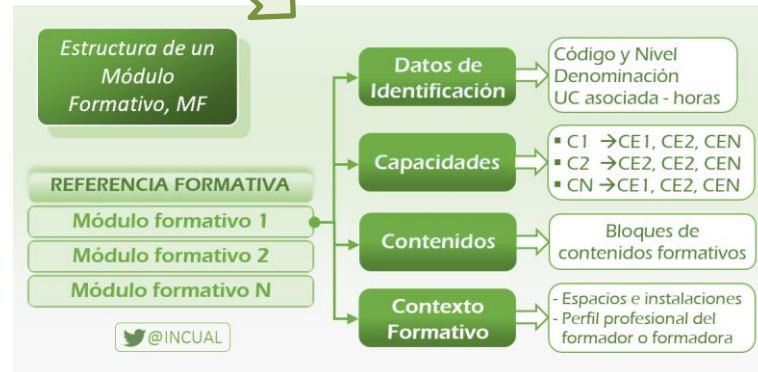 Estructura de un
Módulo
Formativo, MF
REFERENCIA FORMATIVA
Módulo formativo 1
Módulo formativo 2
Módulo formativo N
@INCUAL
Datos de
Identificación
Código y Nivel
Denominación
UC asociada - horas
Capacidades
▪ C1 →CE1, CE2, CEN
▪ C2 →CE2, CE2, CEN
▪ CN →CE1, CE2, CEN
Contenidos
Bloques de
contenidos formativos
Contexto
Formativo
- Espacios e instalaciones
- Perfil profesional del
formador o formadora